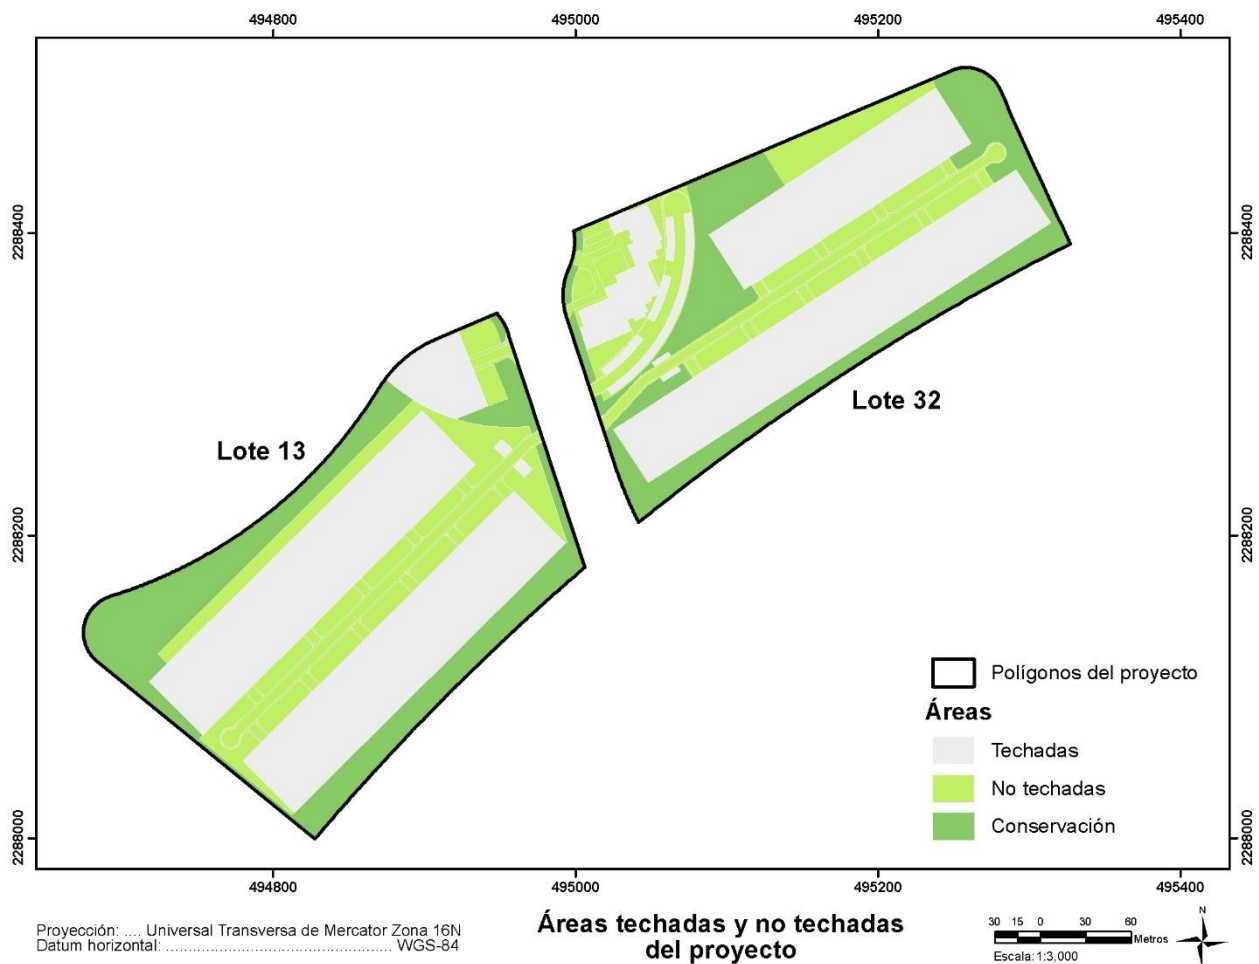 494800 495000 495200 495400
2288400 2288400
Lote 32
Lote 13
2288200 2288200
Polígonos del proyecto
Áreas
Techadas
No techadas
Conservación
2288000 2288000
494800 495000 495200 495400
Proyección: .... Universal Transversa de Mercator Zona 16N
Datum horizontal: .......................................... WGS-84
Áreas techadas y no techadas
del proyecto
30 15 0 30 60
Metros
Escala:1:3,000
N